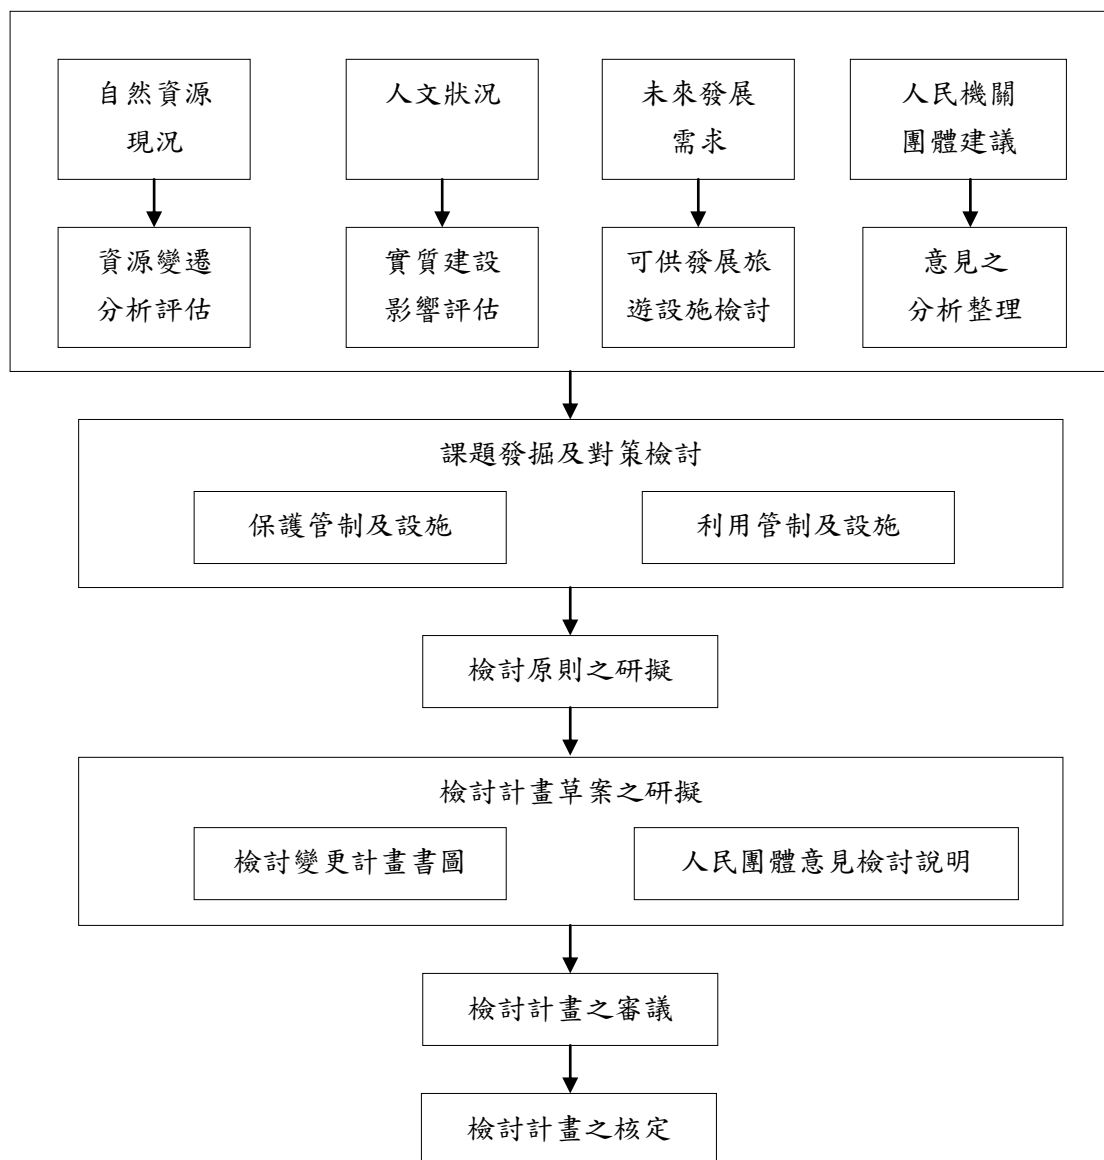 自然資源
現況
人文狀況
未來發展
需求
人民機關
團體建議
資源變遷
分析評估
實質建設
影響評估
可供發展旅
遊設施檢討
意見之
分析整理
課題發掘及對策檢討
保護管制及設施
利用管制及設施
檢討原則之研擬
檢討計畫草案之研擬
檢討變更計畫書圖
人民團體意見檢討說明
檢討計畫之審議
檢討計畫之核定